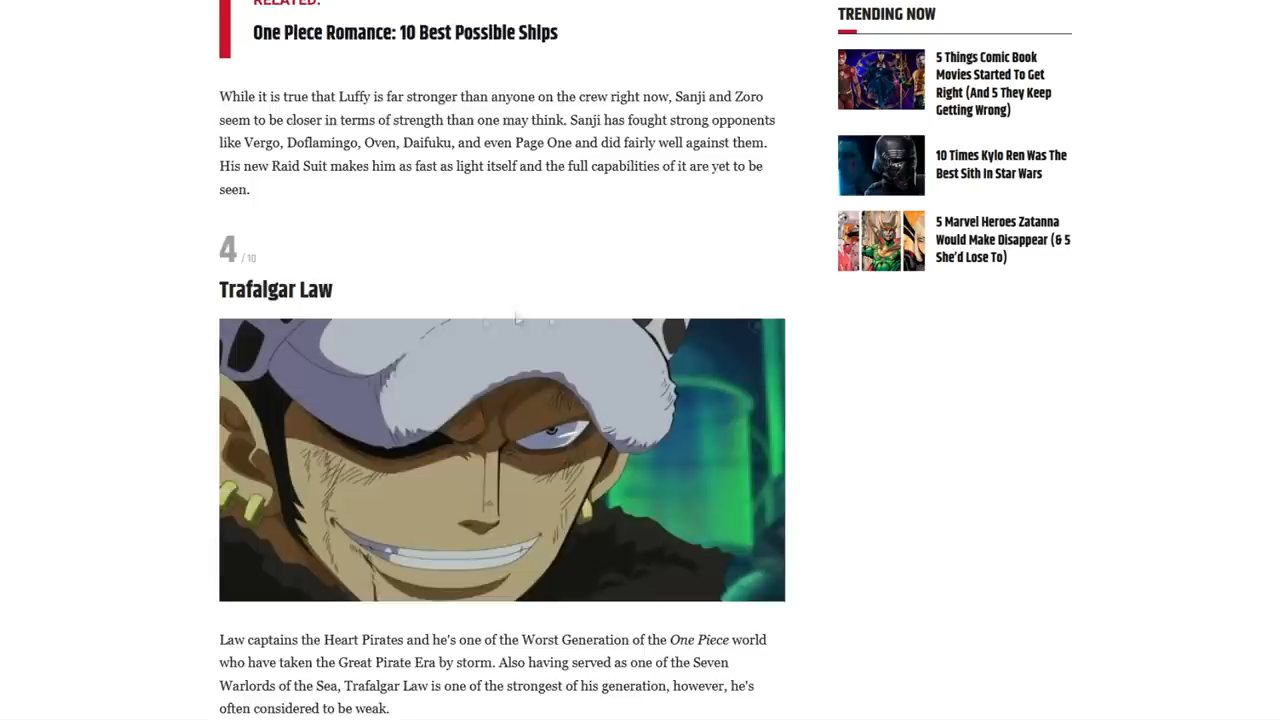 RELATED:
One Piece Romance: 10 Best Possible Ships
While it is true that Luffy is far stronger than anyone on the crew right now, Sanji and Zoro
seem to be closer in terms of strength than one may think. Sanji has fought strong opponents
like Vergo, Doflamingo, Oven, Daifuku, and even Page One and did fairly well against them.
His new Raid Suit makes him as fast as light itself and the full capabilities of it are yet to be
seen.
4 / 10
Trafalgar Law
Law captains the Heart Pirates and he's one of the Worst Generation of the One Piece world
who have taken the Great Pirate Era by storm. Also having served as one of the Seven
Warlords of the Sea, Trafalgar Law is one of the strongest of his generation, however, he's
often considered to be weak.
TRENDING NOW
5 Things Comic Book
Movies Started To Get
Right (And 5 They Keep
Getting Wrong)
10 Times Kylo Ren Was The
Best Sith In Star Wars
5 Marvel Heroes Zatanna
Would Make Disappear (& 5
She'd Lose To)